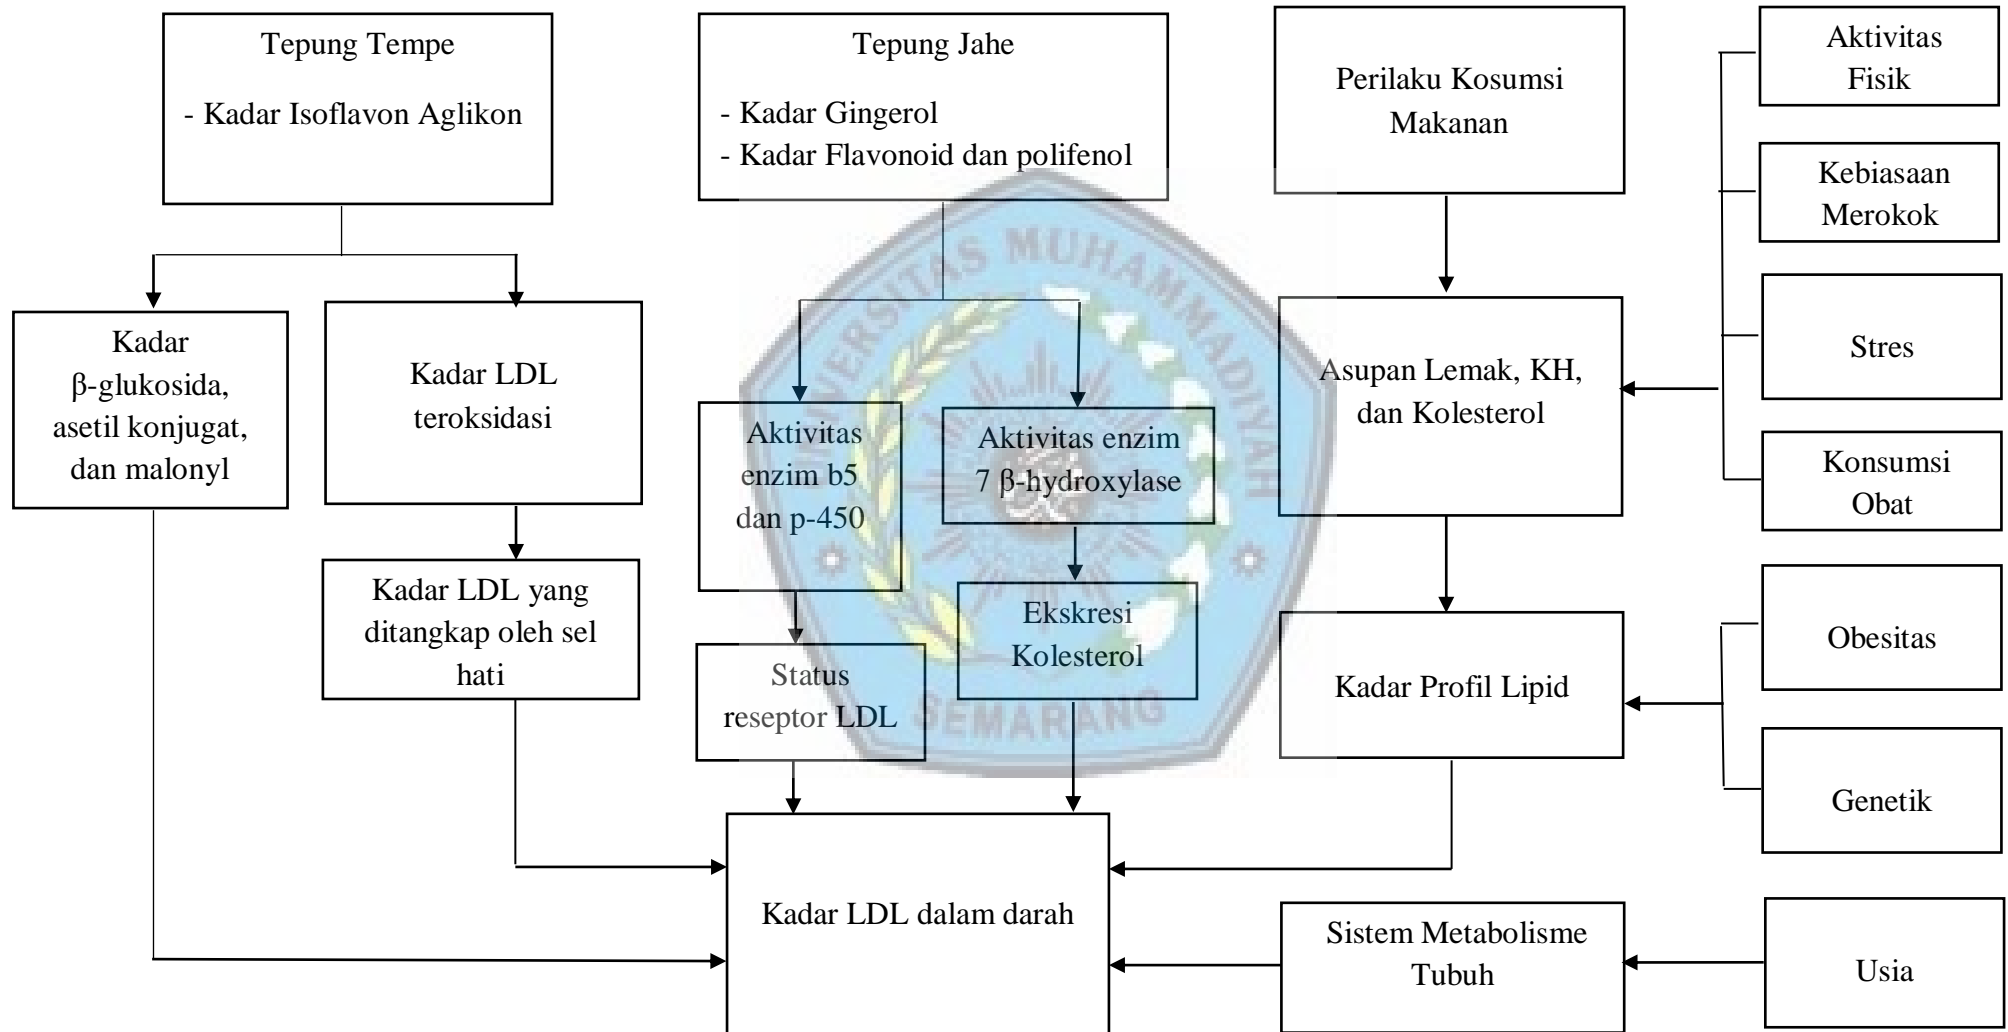 Tepung Tempe
- Kadar Isoflavon Aglikon
Tepung Jahe
- Kadar Gingerol
- Kadar Flavonoid dan polifenol
Perilaku Kosumsi
Makanan
Aktivitas
Fisik
Kebiasaan
Merokok
Stres
Konsumsi
Obat
Kadar
β-glukosida,
asetil konjugat,
dan malonyl
Kadar LDL
teroksidasi
Aktivitas
enzim b5
dan p-450
Aktivitas enzim
7 β-hydroxylase
Asupan Lemak, KH,
dan Kolesterol
Kadar LDL yang
ditangkap oleh sel
hati
Status
reseptor LDL
Ekskresi
Kolesterol
Kadar Profil Lipid
Obesitas
Genetik
Kadar LDL dalam darah
Sistem Metabolisme
Tubuh
Usia
UNIVERSITAS MUHAMMADIYAH
SEMARANG